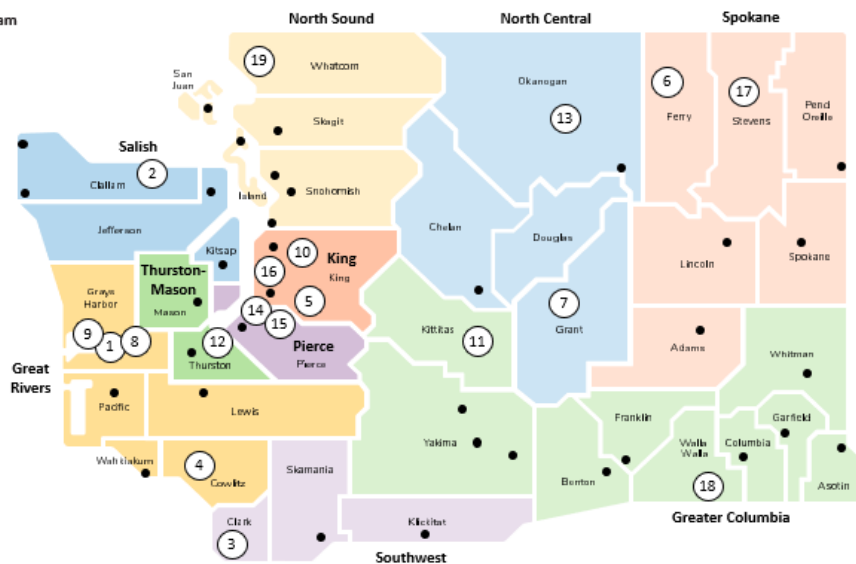 am
North Sound
North Central
Spokane
19
Whatcom
San
Juan
Okanogan
6
Ferry
17
Stevens
Pend
Oreille
13
Skagit
Salish
2
Clallam
Island
Snohomish
Jefferson
Kitsap
Chelan
Douglas
Lincoln
Spokane
10
King
King
16
5
Thurston-
Mason
Mason
Grays
Harbor
14
15
7
Grant
9
1
8
12
Thurston
Pierce
Pierce
Kittitas
11
Adams
Whitman
Great
Rivers
Pacific
Lewis
Yakima
Franklin
Garfield
Walla
Walla
Columbia
Wahkiakum
4
Cowlitz
Skamania
Benton
18
Asotin
Clark
3
Klickitat
Greater Columbia
Southwest